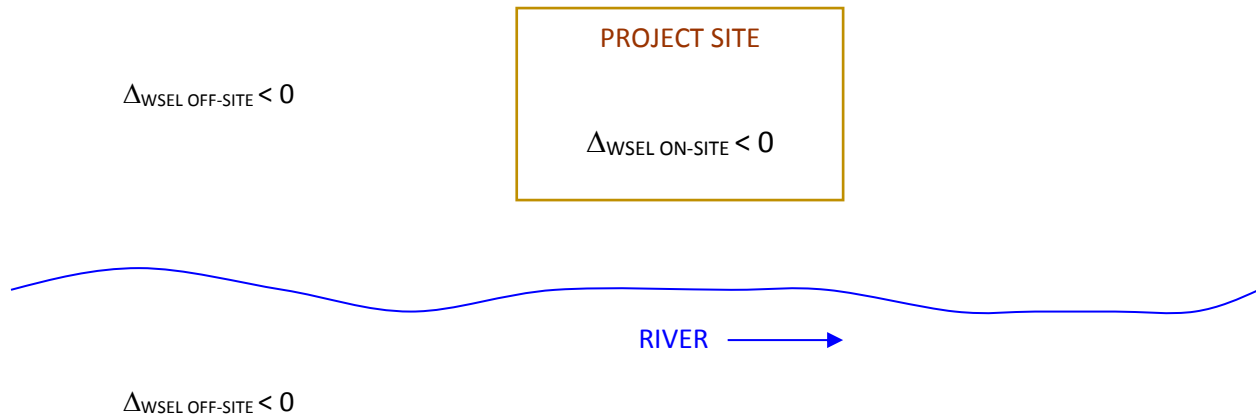 PROJECT SITE
ΔWSEL OFF-SITE < 0
ΔWSEL ON-SITE < 0
RIVER
ΔWSEL OFF-SITE < 0